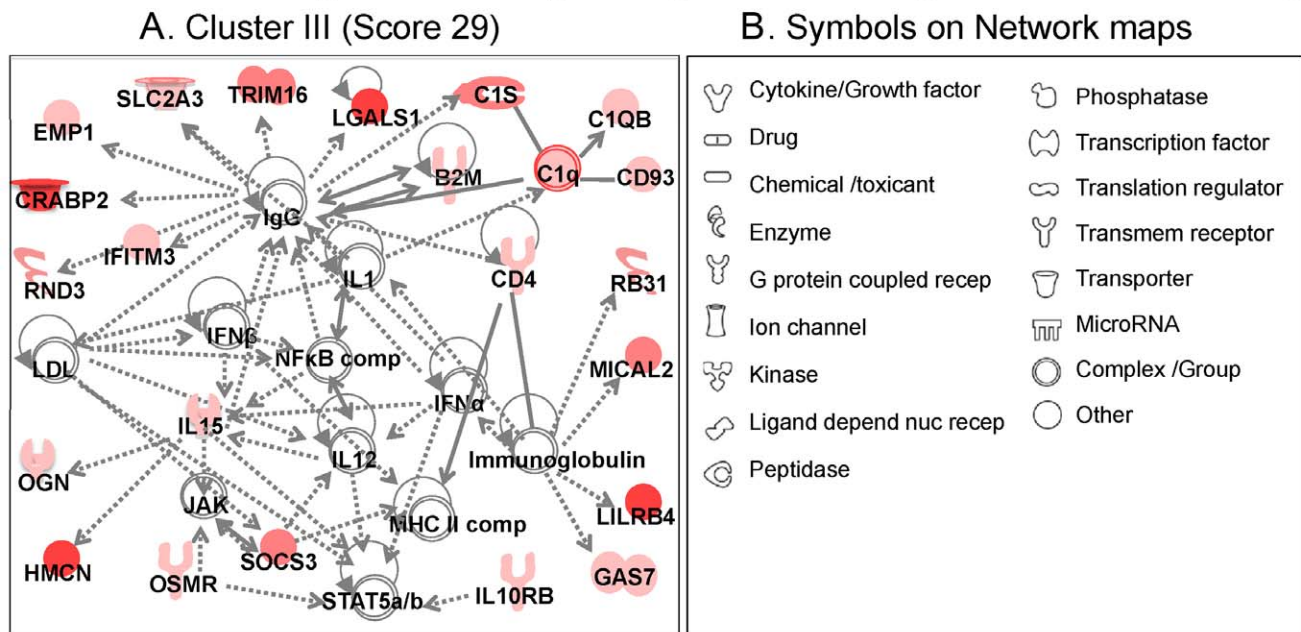 A. Cluster III (Score 29)
SLC2A3
TRIM16
LGALS1
C1S
C1QB
EMP1
B2M
C1q
CD93
CRABP2
IgG
IFITM3
RND3
IL1
CD4
RB31
IFNβ
NFκB comp
LDL
MICAL2
IFNα
IL15
IL12
Immunoglobulin
OGN
JAK
MHC II comp
LILRB4
HMCN
OSMR
SOCS3
STAT5a/b
IL10RB
GAS7
B. Symbols on Network maps
Cytokine/Growth factor
Drug
Chemical /toxicant
Enzyme
G protein coupled recep
Ion channel
Kinase
Ligand depend nuc recep
Peptidase
Phosphatase
Transcription factor
Translation regulator
Transmem receptor
Transporter
MicroRNA
Complex /Group
Other